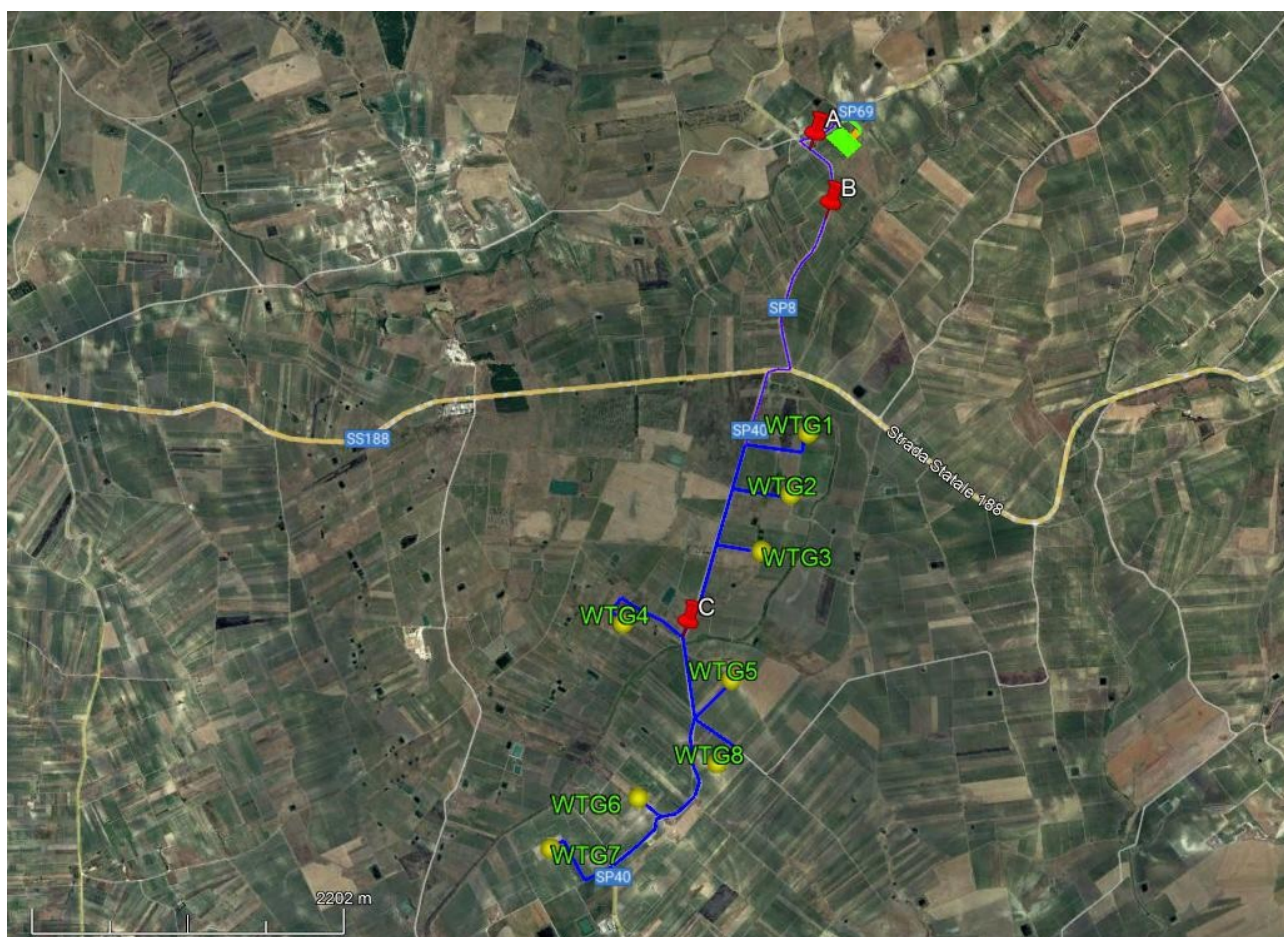 SP69
A
B
SP8
SS188
SP40
WTG1
Strada Statale 188
WTG2
WTG3
WTG4
C
WTG5
WTG8
WTG6
WTG7
SP40
2202 m